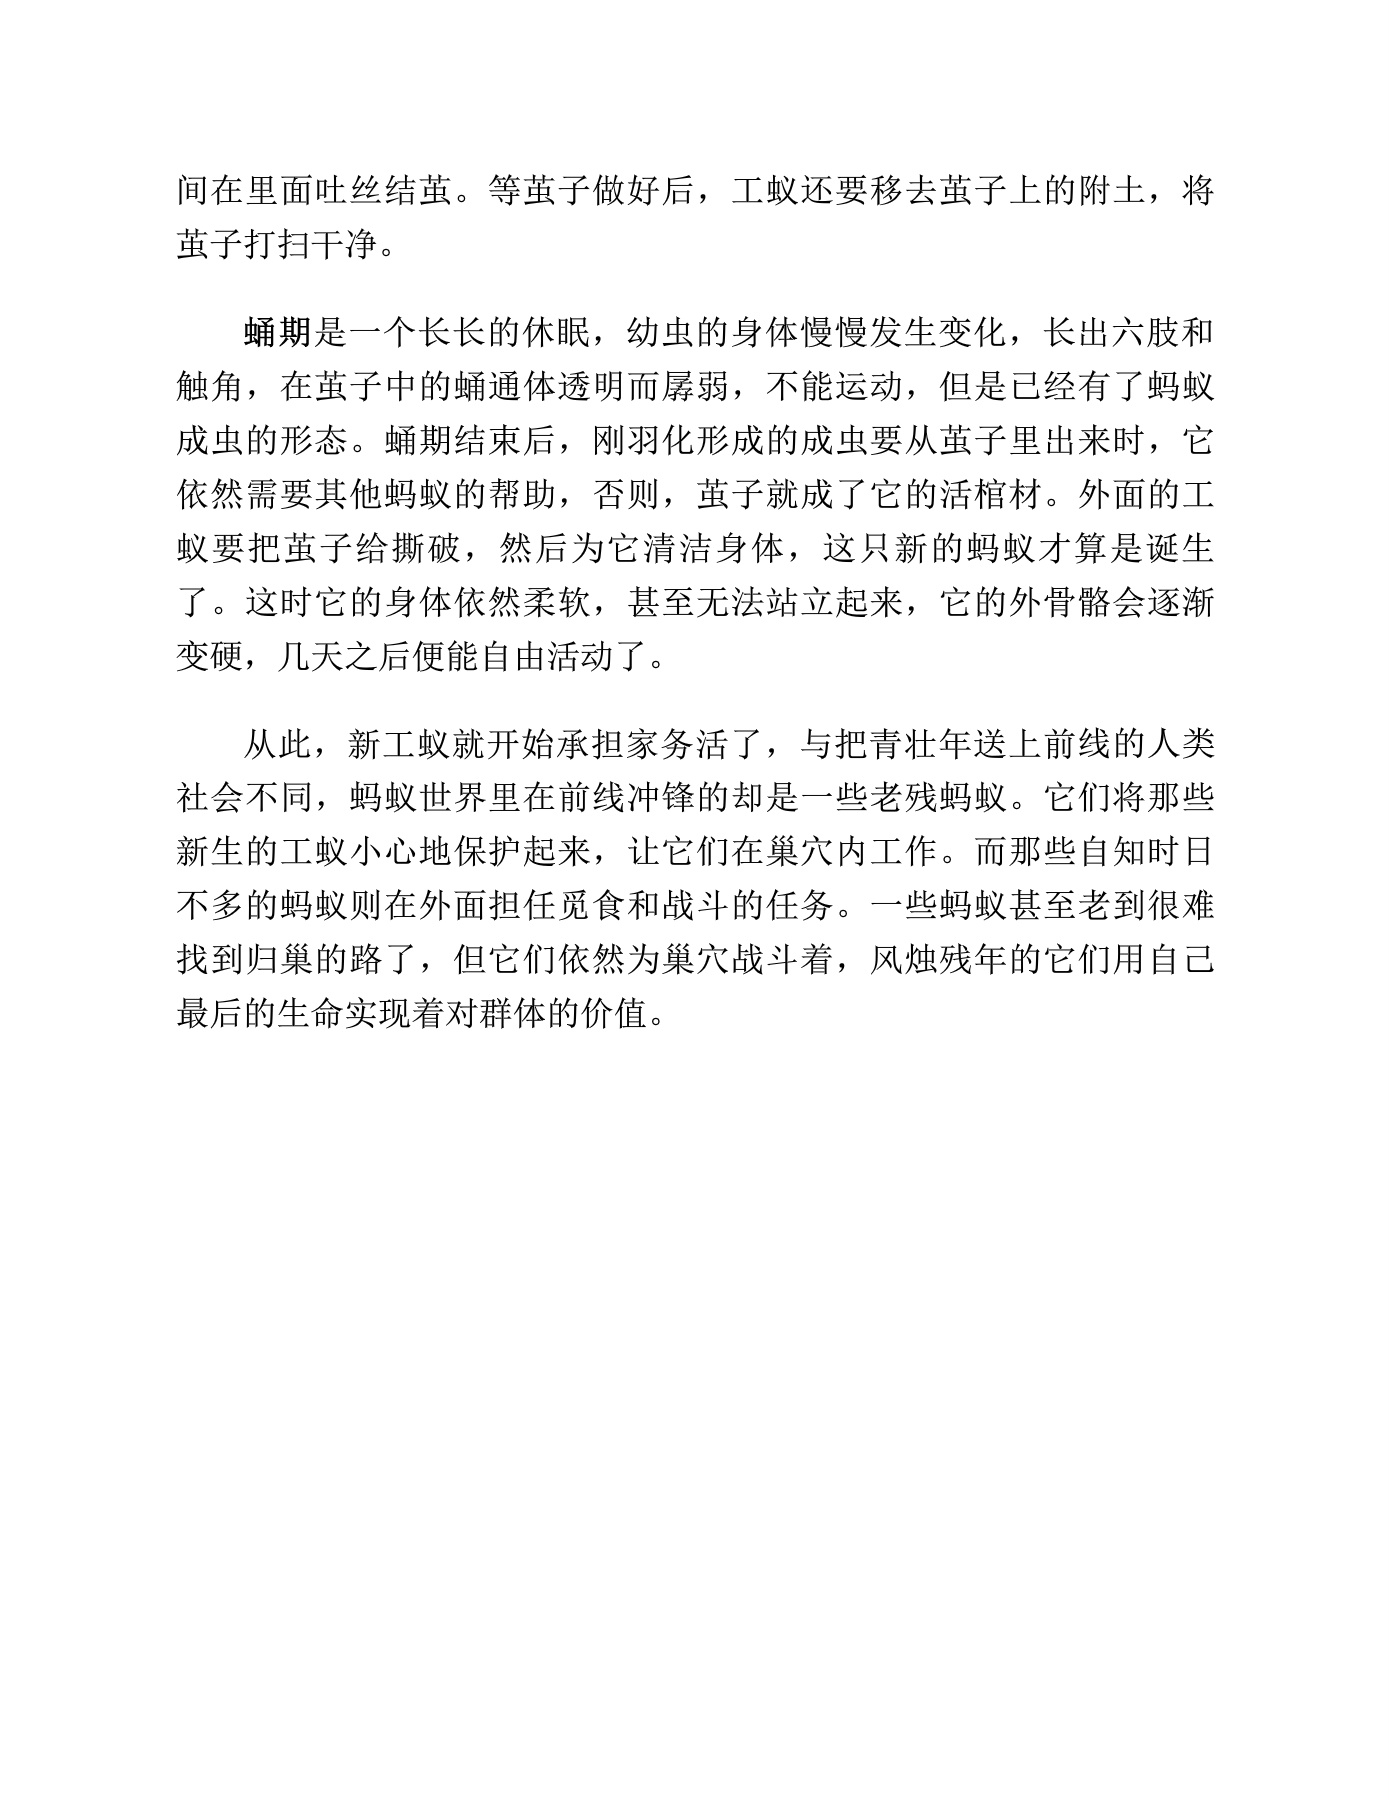 间在里面吐丝结茧。等茧子做好后，工蚁还要移去茧子上的附土，将
茧子打扫干净。
蛹期是一个长长的休眠，幼虫的身体慢慢发生变化，长出六肢和
触角，在茧子中的蛹通体透明而孱弱，不能运动，但是已经有了蚂蚁
成虫的形态。蛹期结束后，刚羽化形成的成虫要从茧子里出来时，它
依然需要其他蚂蚁的帮助，否则，茧子就成了它的活棺材。外面的工
蚁要把茧子给撕破，然后为它清洁身体，这只新的蚂蚁才算是诞生
了。这时它的身体依然柔软，甚至无法站立起来，它的外骨骼会逐渐
变硬，几天之后便能自由活动了。
从此，新工蚁就开始承担家务活了，与把青壮年送上前线的人类
社会不同，蚂蚁世界里在前线冲锋的却是一些老残蚂蚁。它们将那些
新生的工蚁小心地保护起来，让它们在巢穴内工作。而那些自知时日
不多的蚂蚁则在外面担任觅食和战斗的任务。一些蚂蚁甚至老到很难
找到归巢的路了，但它们依然为巢穴战斗着，风烛残年的它们用自己
最后的生命实现着对群体的价值。